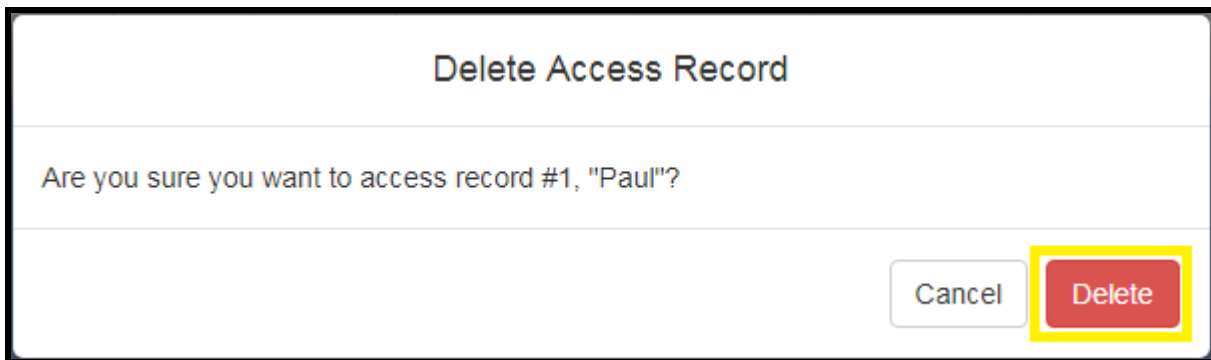 Delete Access Record
Are you sure you want to access record #1, "Paul"?
Cancel Delete